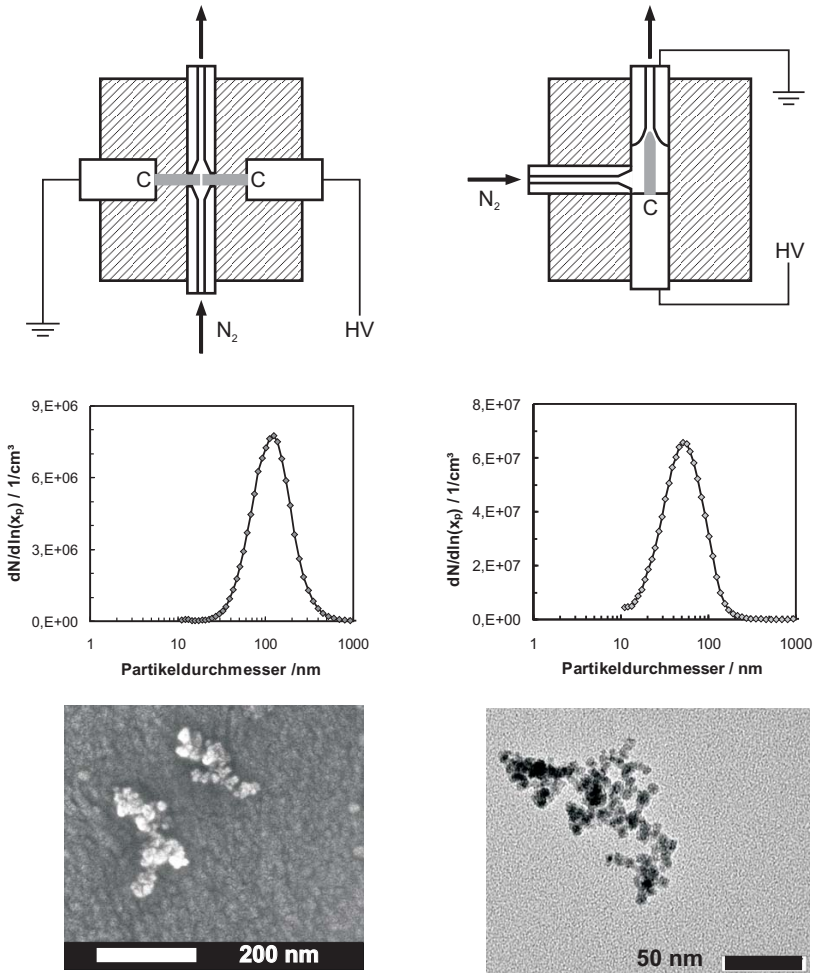 C C
N₂
HV
N₂
C
HV
9,E+06
6,E+06
3,E+06
0,E+00
dN/dln(xₚ) / 1/cm³
1 10 100 1000
Partikeldurchmesser /nm
8,E+07
6,E+07
4,E+07
2,E+07
0,E+00
dN/dln(xₚ) / 1/cm³
1 10 100 1000
Partikeldurchmesser / nm
200 nm
50 nm